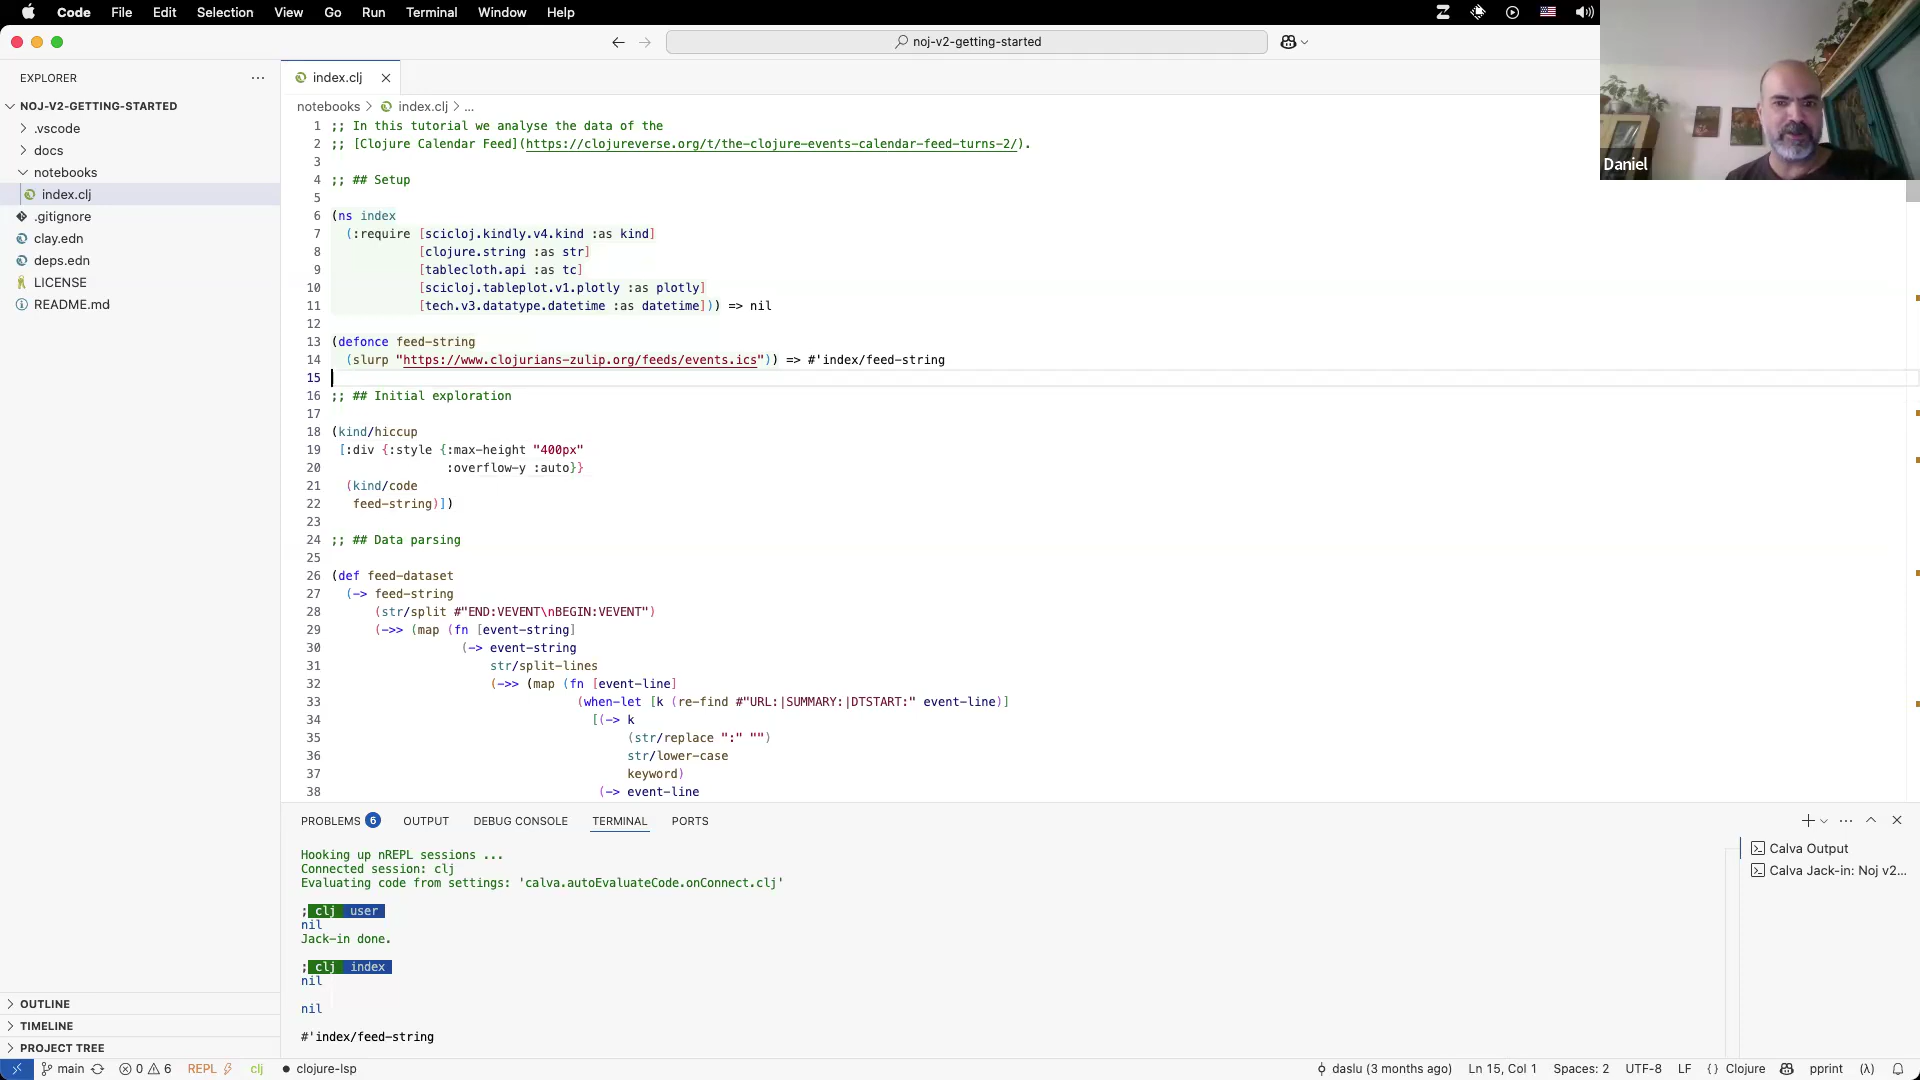 Code File Edit Selection View Go Run Terminal Window Help
noj-v2-getting-started
EXPLORER
NOJ-V2-GETTING-STARTED
.vscode
docs
notebooks
index.clj
.gitignore
clay.edn
deps.edn
LICENSE
README.md
OUTLINE
TIMELINE
PROJECT TREE
index.clj
notebooks > index.clj > ...
1 ;; In this tutorial we analyse the data of the
2 ;; [Clojure Calendar Feed](https://clojureverse.org/t/the-clojure-events-calendar-feed-turns-2/).
3
4 ;; ## Setup
5
6 (ns index
7 (:require [scicloj.kindly.v4.kind :as kind]
8 [clojure.string :as str]
9 [tablecloth.api :as tc]
10 [scicloj.tableplot.v1.plotly :as plotly]
11 [tech.v3.datatype.datetime :as datetime])) => nil
12
13 (defonce feed-string
14 (slurp "https://www.clojurians-zulip.org/feeds/events.ics")) => #'index/feed-string
15
16 ;; ## Initial exploration
17
18 (kind/hiccup
19 [:div {:style {:max-height "400px"
20 :overflow-y :auto}}
21 (kind/code
22 feed-string)])
23
24 ;; ## Data parsing
25
26 (def feed-dataset
27 (-> feed-string
28 (str/split #"END:VEVENT\nBEGIN:VEVENT")
29 (->> (map (fn [event-string]
30 (-> event-string
31 str/split-lines
32 (->> (map (fn [event-line]
33 (when-let [k (re-find #"URL:|SUMMARY:|DTSTART:" event-line)]
34 [(-> k
35 (str/replace ":" "")
36 str/lower-case
37 keyword)
38 (-> event-line
Daniel
PROBLEMS 6 OUTPUT DEBUG CONSOLE TERMINAL PORTS
Hooking up nREPL sessions ...
Connected session: clj
Evaluating code from settings: 'calva.autoEvaluateCode.onConnect.clj'
; clj user
nil
Jack-in done.
; clj index
nil
nil
#'index/feed-string
Calva Output
Calva Jack-in: Noj v2...
main 0 6 REPL clj clojure-lsp
daslu (3 months ago) Ln 15, Col 1 Spaces: 2 UTF-8 LF { } Clojure pprint (λ)